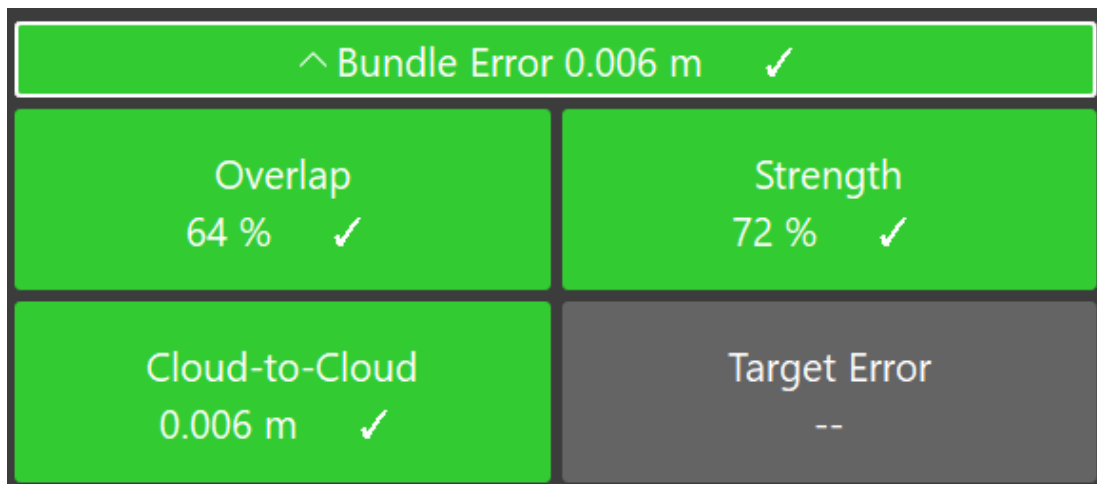 ^ Bundle Error 0.006 m ✓
Overlap
64 % ✓
Strength
72 % ✓
Cloud-to-Cloud
0.006 m ✓
Target Error
--